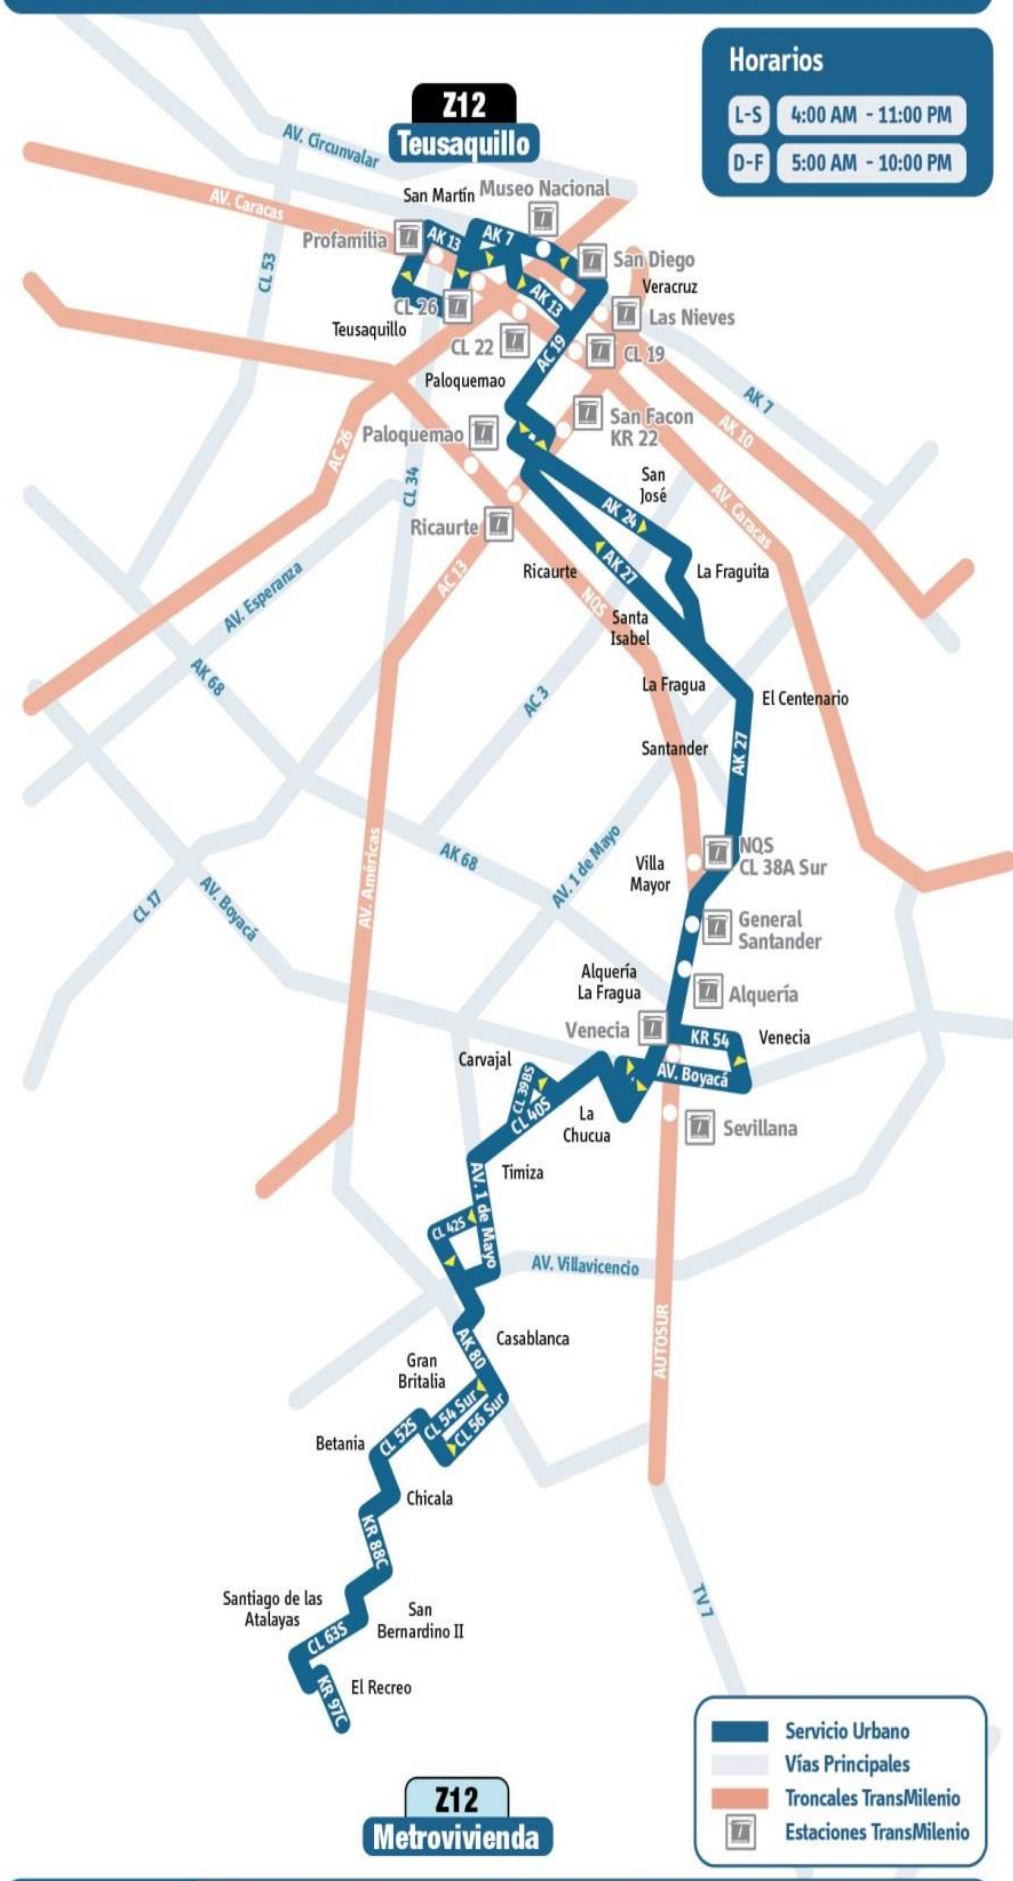 Horarios
L-S 4:00 AM - 11:00 PM
D-F 5:00 AM - 10:00 PM
Z12
Teusaquillo
AV. Circunvalar
San Martín
Museo Nacional
AV. Caracas
Profamilia
AK 13
AK 7
San Diego
CL 53
Veracruz
CL 26
AK 13
Las Nieves
Teusaquillo
CL 22
AC 19
CL 19
Paloquemao
AK 7
San Facon
KR 22
AK 10
Paloquemao
AC 26
CL 34
San
José
AK 24
AV. Caracas
Ricaurte
AK 27
La Fraguita
Ricaurte
AC 13
NQS
AV. Esperanza
Santa
Isabel
AK 68
La Fragua
El Centenario
AC 3
Santander
AK 27
NQS
CL 38A Sur
AK 68
AV. 1 de Mayo
Villa
Mayor
AV. Américas
CL 17
AV. Boyacá
General
Santander
Alquería
La Fragua
Alquería
Venecia
KR 54
Venecia
Carvajal
AV. Boyacá
CL 39BS
CL 40S
La
Chucua
Sevillana
Timiza
AV. 1 de Mayo
CL 42S
AV. Villavicencio
AK 80
Casablanca
AUTOSUR
Gran
Britalia
CL 54 Sur
CL 56 Sur
CL 52S
Betania
Chicala
KR 88C
Santiago de las
Atalayas
San
Bernardino II
TV 7
CL 63S
KR 97C
El Recreo
Servicio Urbano
Vías Principales
Troncales TransMilenio
Estaciones TransMilenio
Z12
Metrovivienda